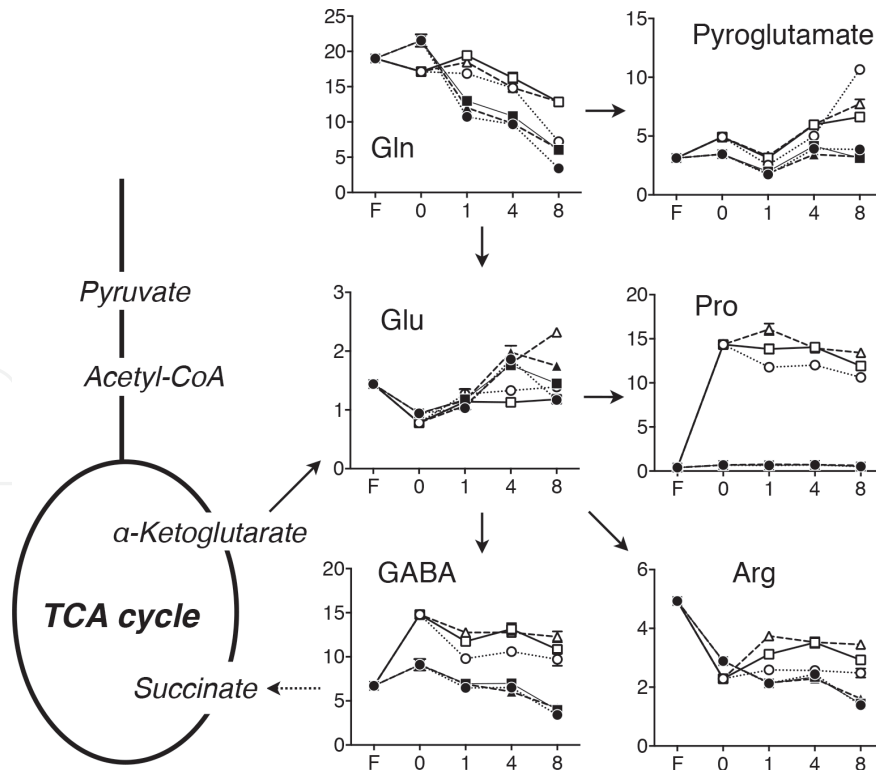 25
20
15
10
5
0
Gln
F 0 1 4 8
Pyroglutamate
15
10
5
0
F 0 1 4 8
Pyruvate
Acetyl-CoA
α-Ketoglutarate
TCA cycle
Succinate
3
2
1
0
Glu
F 0 1 4 8
20
15
10
5
0
Pro
F 0 1 4 8
20
15
10
5
0
GABA
F 0 1 4 8
6
4
2
0
Arg
F 0 1 4 8